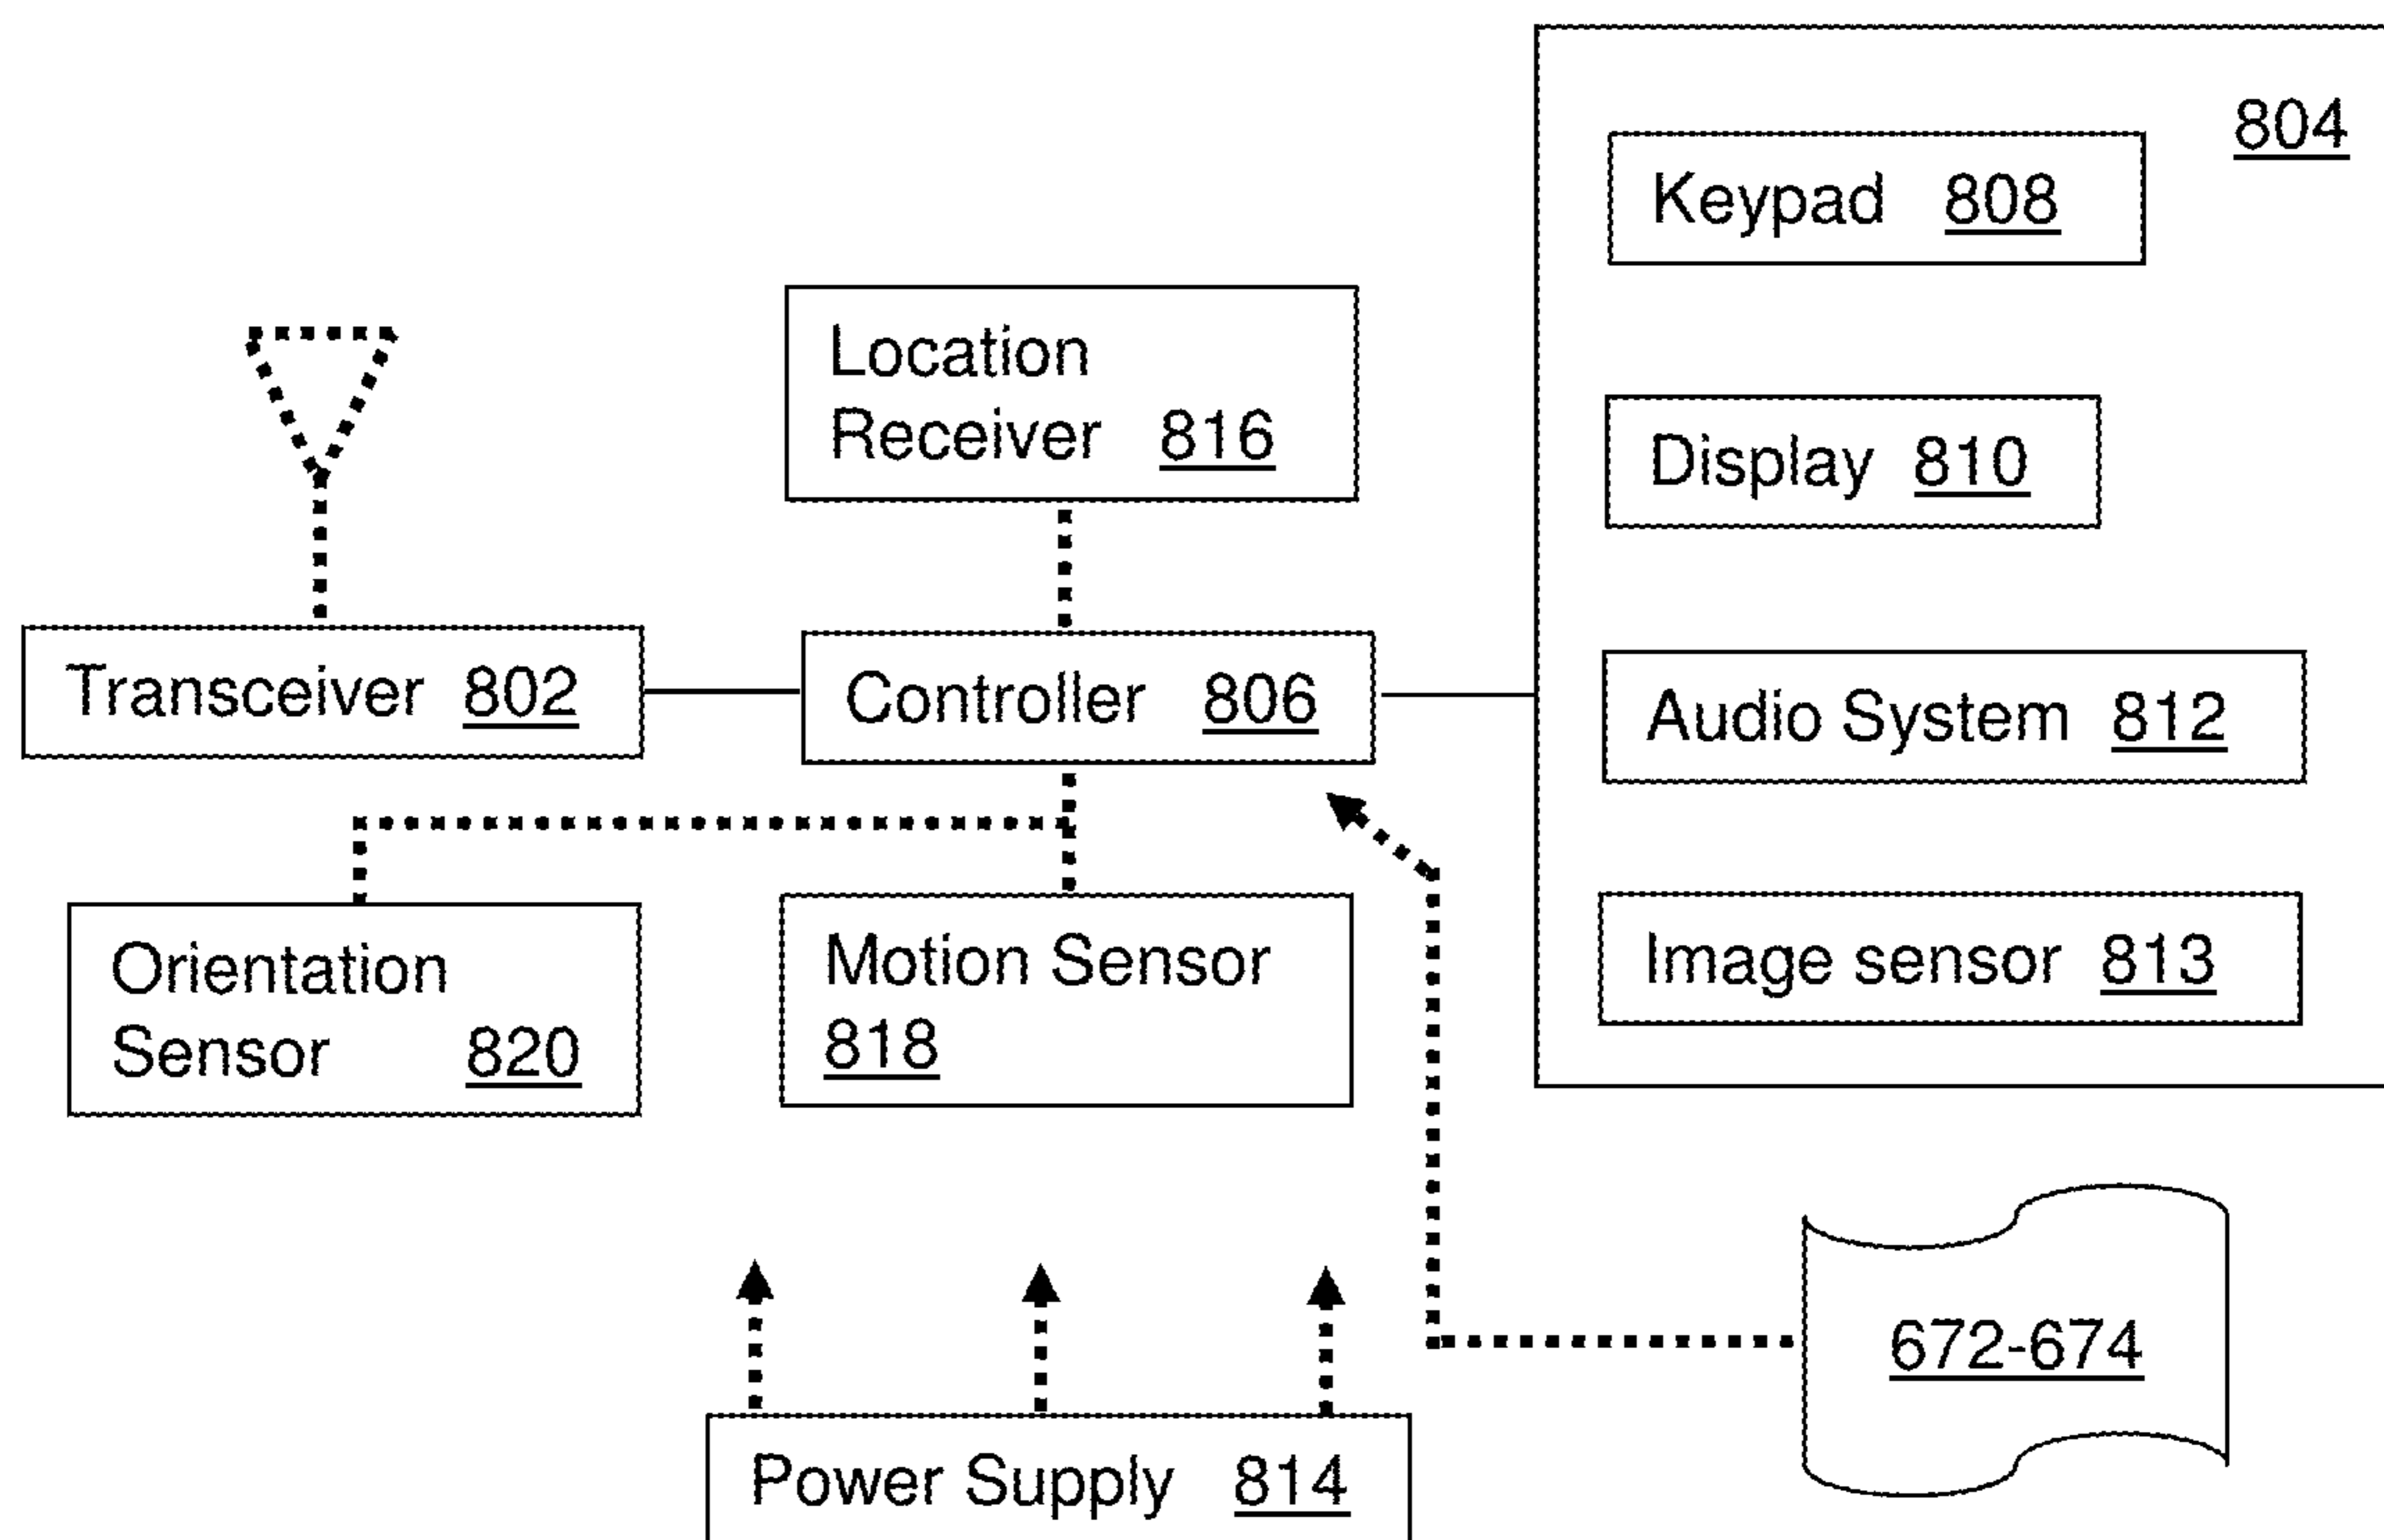 804
Keypad 808
Location
Receiver 816
Display 810
Transceiver 802
Controller 806
Audio System 812
Orientation
Sensor 820
Motion Sensor
818
Image sensor 813
672-674
Power Supply 814